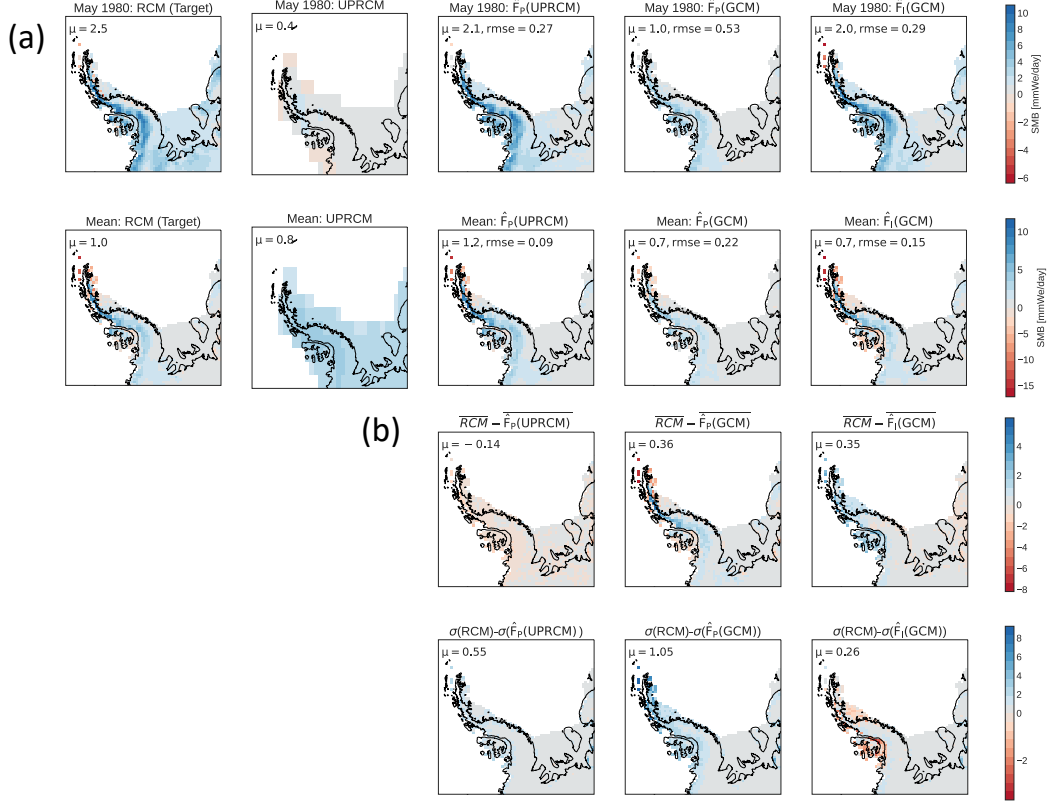 (a)
May 1980: RCM (Target)
μ = 2.5
May 1980: UPRCM
μ = 0.4
May 1980: F_P(UPRCM)
μ = 2.1, rmse = 0.27
May 1980: F_P(GCM)
μ = 1.0, rmse = 0.53
May 1980: F_I(GCM)
μ = 2.0, rmse = 0.29
10
8
6
4
2
0
−2
−4
−6
SMB [mmWe/day]
Mean: RCM (Target)
μ = 1.0
Mean: UPRCM
μ = 0.8
Mean: F̂_P(UPRCM)
μ = 1.2, rmse = 0.09
Mean: F̂_P(GCM)
μ = 0.7, rmse = 0.22
Mean: F̂_I(GCM)
μ = 0.7, rmse = 0.15
10
5
0
−5
−10
−15
SMB [mmWe/day]
(b)
R̅C̅M̅ − F̂_P(UPRCM)
μ = − 0.14
R̅C̅M̅ − F̂_P(GCM)
μ = 0.36
R̅C̅M̅ − F̂_I(GCM)
μ = 0.35
4
2
0
−2
−4
−6
−8
σ(RCM)-σ(F̂_P(UPRCM) )
μ = 0.55
σ(RCM)-σ(F̂_P(GCM))
μ = 1.05
σ(RCM)-σ(F̂_I(GCM))
μ = 0.26
8
6
4
2
0
−2